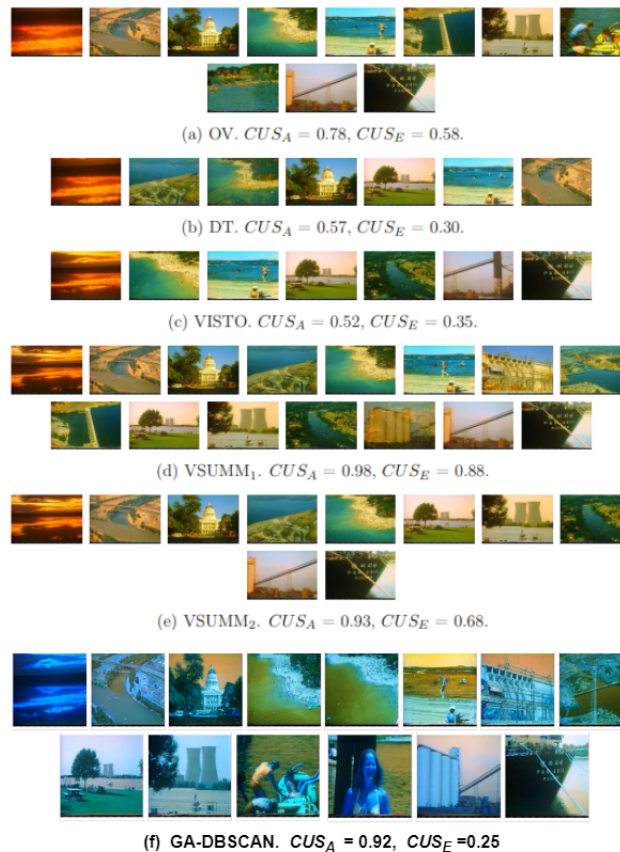 (a) OV. CUS_A = 0.78, CUS_E = 0.58.
(b) DT. CUS_A = 0.57, CUS_E = 0.30.
(c) VISTO. CUS_A = 0.52, CUS_E = 0.35.
(d) VSUMM₁. CUS_A = 0.98, CUS_E = 0.88.
(e) VSUMM₂. CUS_A = 0.93, CUS_E = 0.68.
(f) GA-DBSCAN. CUS_A = 0.92, CUS_E =0.25